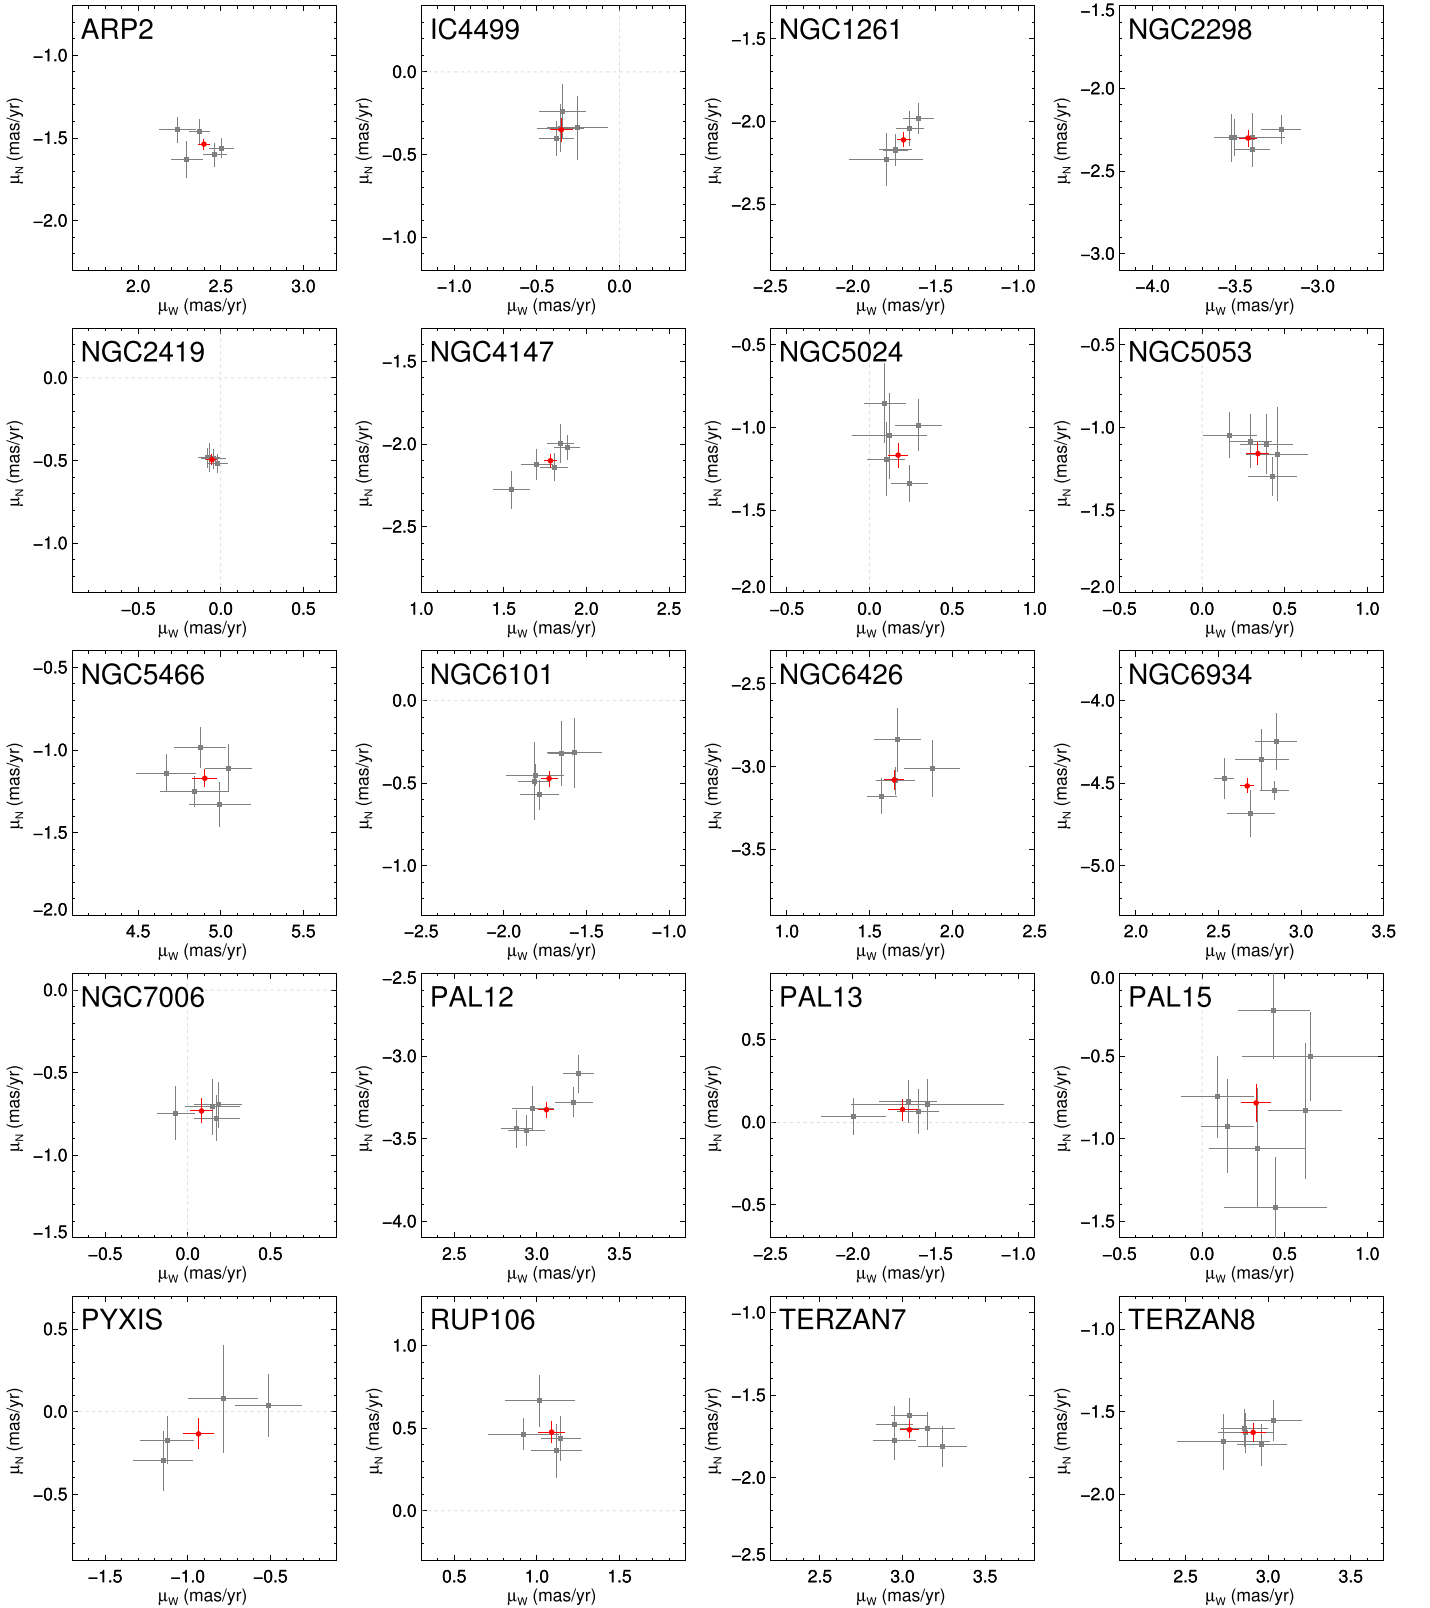 ARP2
−1.0
−1.5
−2.0
μN (mas/yr)
2.0 2.5 3.0
μW (mas/yr)
IC4499
0.0
−0.5
−1.0
μN (mas/yr)
−1.0 −0.5 0.0
μW (mas/yr)
NGC1261
−1.5
−2.0
−2.5
μN (mas/yr)
−2.5 −2.0 −1.5 −1.0
μW (mas/yr)
NGC2298
−1.5
−2.0
−2.5
−3.0
μN (mas/yr)
−4.0 −3.5 −3.0
μW (mas/yr)
NGC2419
0.0
−0.5
−1.0
μN (mas/yr)
−0.5 0.0 0.5
μW (mas/yr)
NGC4147
−1.5
−2.0
−2.5
μN (mas/yr)
1.0 1.5 2.0 2.5
μW (mas/yr)
NGC5024
−0.5
−1.0
−1.5
−2.0
μN (mas/yr)
−0.5 0.0 0.5 1.0
μW (mas/yr)
NGC5053
−0.5
−1.0
−1.5
−2.0
μN (mas/yr)
−0.5 0.0 0.5 1.0
μW (mas/yr)
NGC5466
−0.5
−1.0
−1.5
−2.0
μN (mas/yr)
4.5 5.0 5.5
μW (mas/yr)
NGC6101
0.0
−0.5
−1.0
μN (mas/yr)
−2.5 −2.0 −1.5 −1.0
μW (mas/yr)
NGC6426
−2.5
−3.0
−3.5
μN (mas/yr)
1.0 1.5 2.0 2.5
μW (mas/yr)
NGC6934
−4.0
−4.5
−5.0
μN (mas/yr)
2.0 2.5 3.0 3.5
μW (mas/yr)
NGC7006
0.0
−0.5
−1.0
−1.5
μN (mas/yr)
−0.5 0.0 0.5
μW (mas/yr)
PAL12
−2.5
−3.0
−3.5
−4.0
μN (mas/yr)
2.5 3.0 3.5
μW (mas/yr)
PAL13
0.5
0.0
−0.5
μN (mas/yr)
−2.5 −2.0 −1.5 −1.0
μW (mas/yr)
PAL15
0.0
−0.5
−1.0
−1.5
μN (mas/yr)
−0.5 0.0 0.5 1.0
μW (mas/yr)
PYXIS
0.5
0.0
−0.5
μN (mas/yr)
−1.5 −1.0 −0.5
μW (mas/yr)
RUP106
1.0
0.5
0.0
μN (mas/yr)
0.5 1.0 1.5
μW (mas/yr)
TERZAN7
−1.0
−1.5
−2.0
−2.5
μN (mas/yr)
2.5 3.0 3.5
μW (mas/yr)
TERZAN8
−1.0
−1.5
−2.0
μN (mas/yr)
2.5 3.0 3.5
μW (mas/yr)